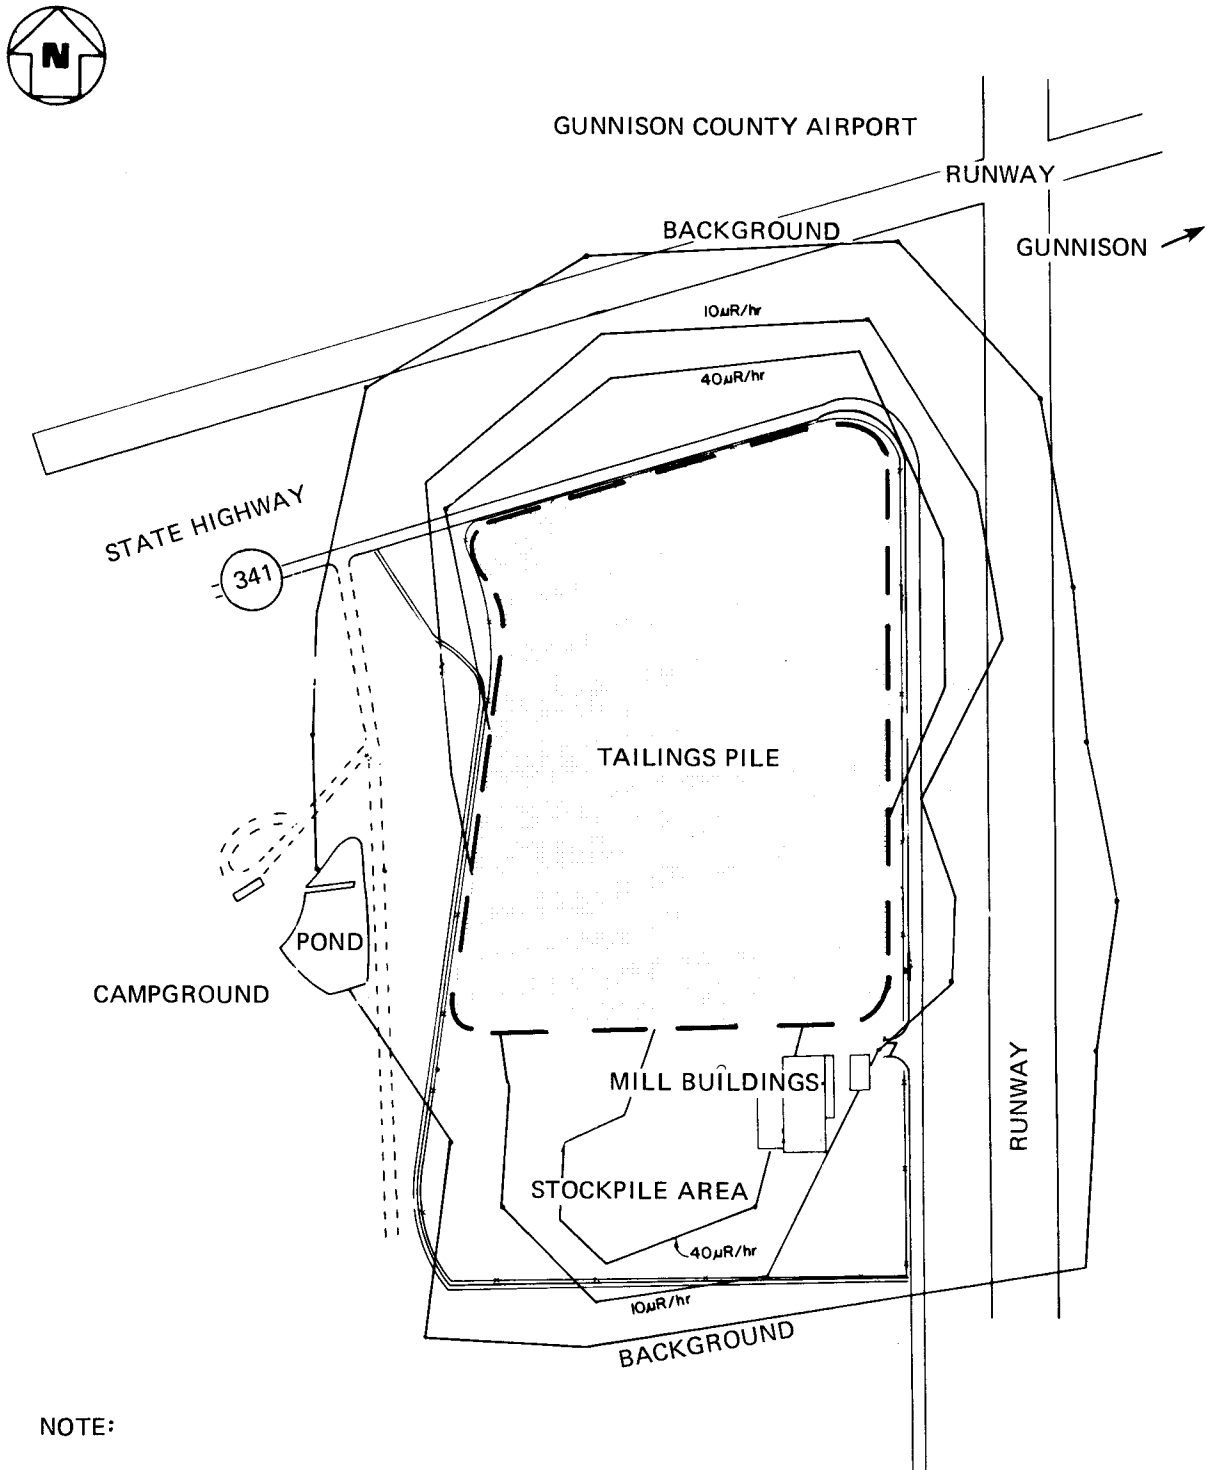 N
GUNNISON COUNTY AIRPORT
RUNWAY
BACKGROUND
GUNNISON
10μR/hr
40μR/hr
STATE HIGHWAY
341
TAILINGS PILE
POND
CAMPGROUND
MILL BUILDINGS
RUNWAY
STOCKPILE AREA
40μR/hr
10μR/hr
BACKGROUND
NOTE: